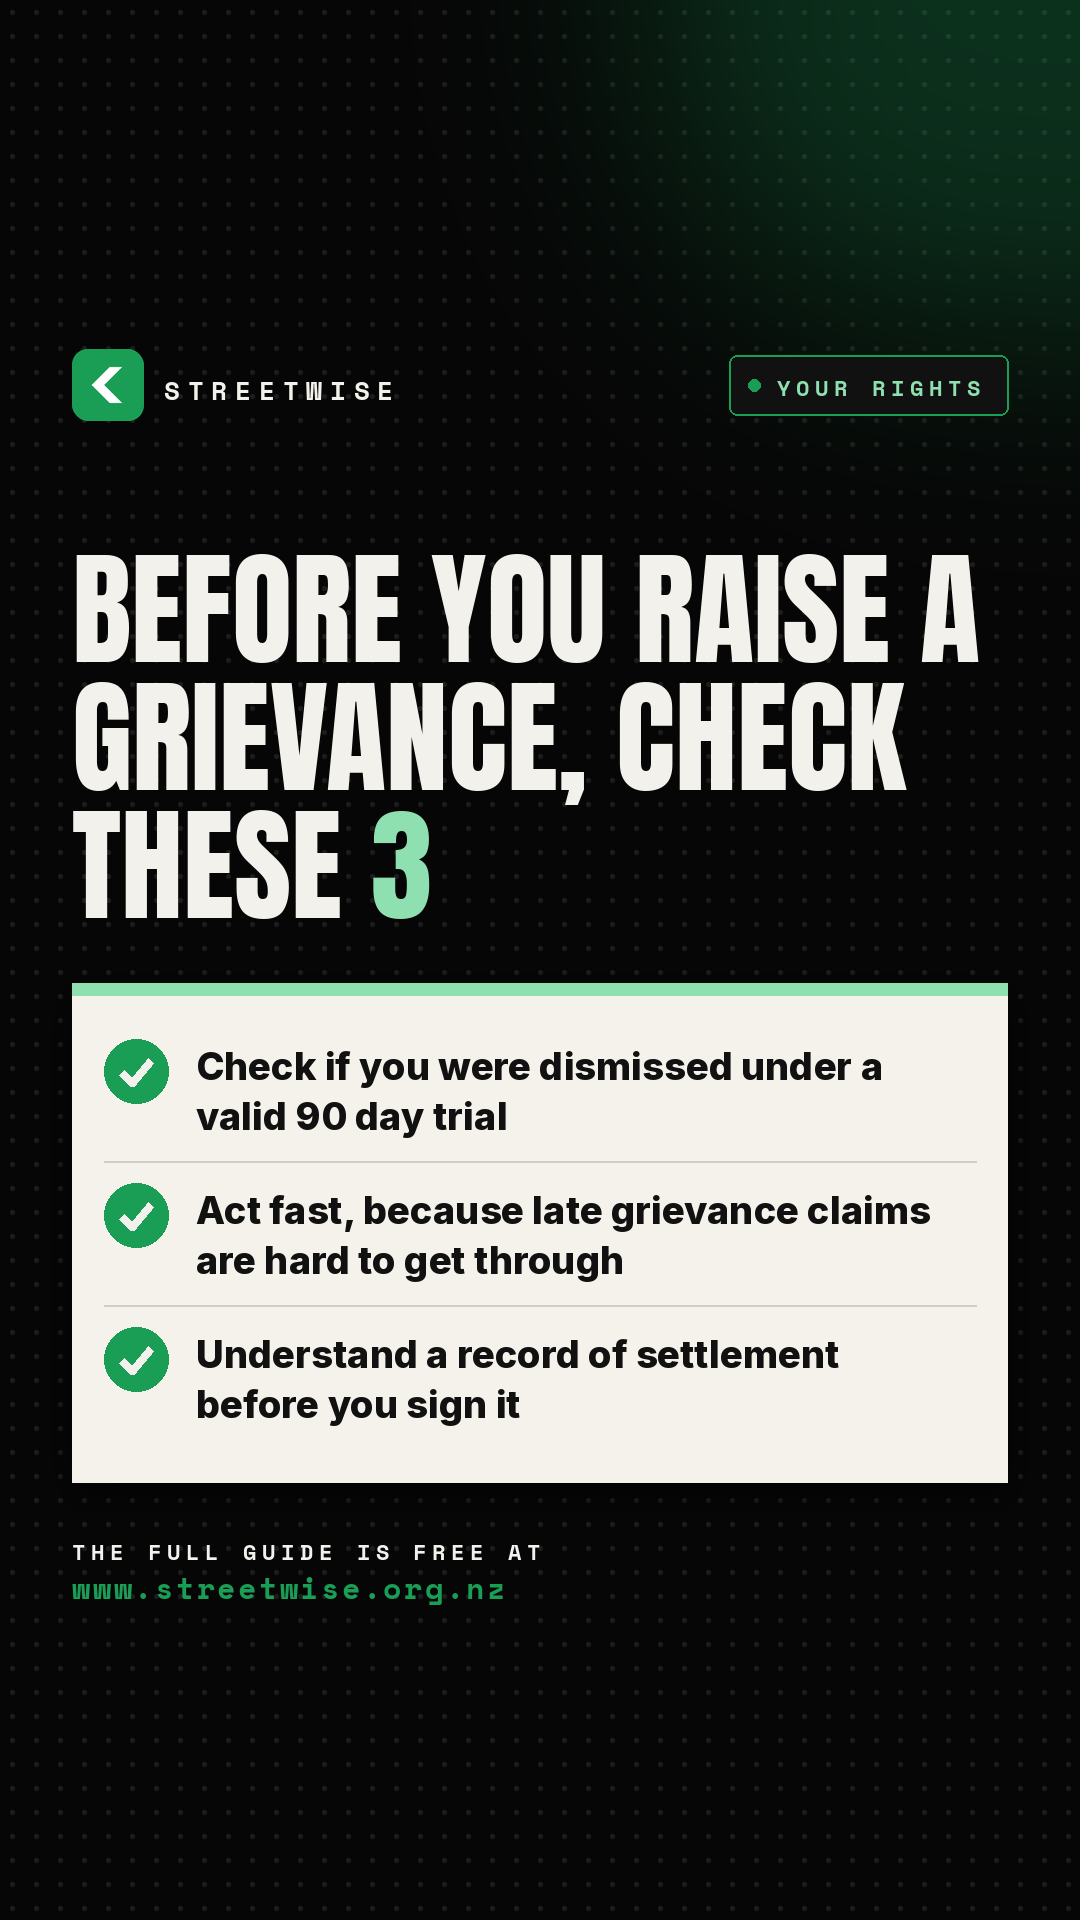 STREETWISE
YOUR RIGHTS
BEFORE YOU RAISE A
GRIEVANCE, CHECK
THESE 3
Check if you were dismissed under a
valid 90 day trial
Act fast, because late grievance claims
are hard to get through
Understand a record of settlement
before you sign it
THE FULL GUIDE IS FREE AT
www.streetwise.org.nz